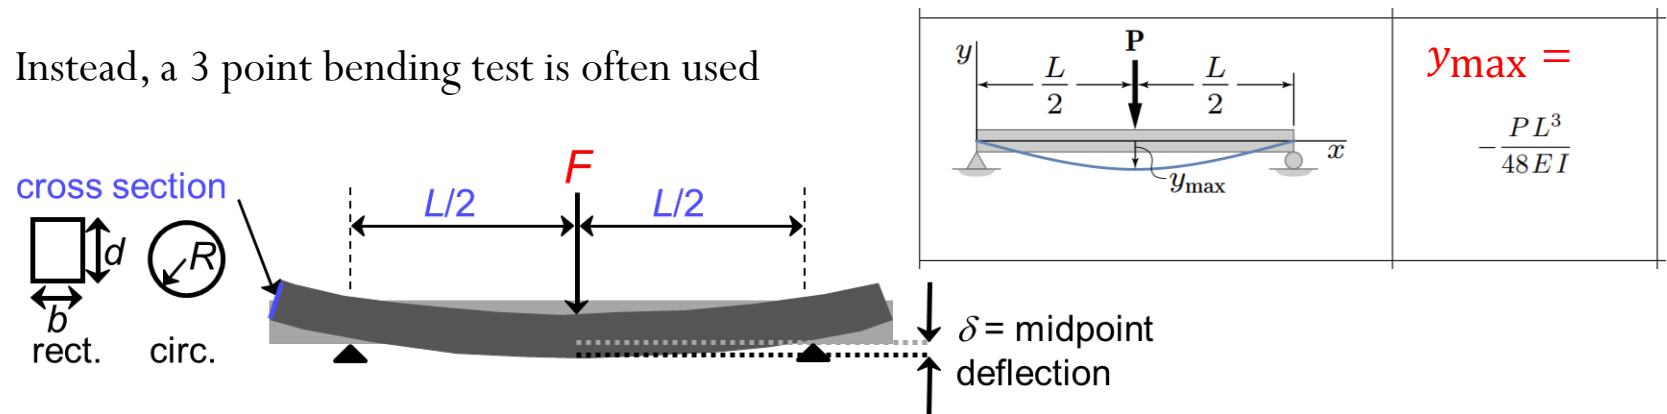 Instead, a 3 point bending test is often used
cross section
d
R
b
rect.
circ.
F
L/2
L/2
δ = midpoint
deflection
y
P
L/2
L/2
x
ymax
ymax =
- PL³/48EI